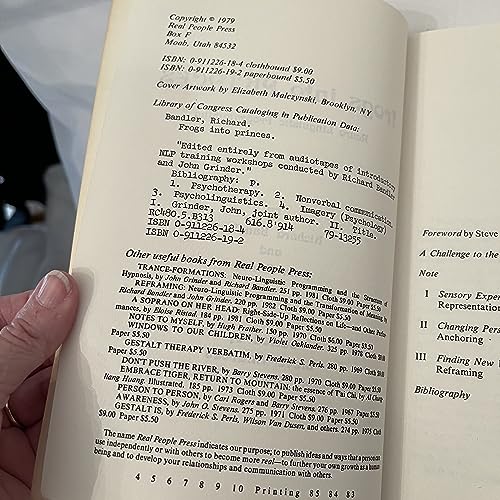 Copyright © 1979
Real People Press
Box F
Moab, Utah 84532
ISBN: 0-911226-18-4 clothbound $9.00
ISBN: 0-911226-19-2 paperbound $5.50
Cover Artwork by Elizabeth Malczynski, Brooklyn, NY
Library of Congress Cataloging in Publication Data:
Bandler, Richard.
Frogs into princes.
"Edited entirely from audiotapes of introductory
NLP training workshops conducted by Richard Bandler
and John Grinder."
Bibliography: p.
1. Psychotherapy. 2. Nonverbal communication.
3. Psycholinguistics. 4. Imagery (Psychology)
I. Grinder, John, joint author. II. Title.
RC480.5.B313 616.8'914 79-13255
ISBN 0-911226-18-4
ISBN 0-911226-19-2
Other useful books from Real People Press:
TRANCE-FORMATIONS: Neuro-Linguistic Programming and the Structure of
Hypnosis, by John Grinder and Richard Bandler. 251 pp. 1981 Cloth $9.00 Paper $5.50
REFRAMING: Neuro-Linguistic Programming and the Transformation of Meaning, by
Richard Bandler and John Grinder. 220 pp. 1982 Cloth $9.00 Paper $5.50
A SOPRANO ON HER HEAD: Right-Side-Up Reflections on Life—and Other Performances, by Eloise Ristad, 184 pp. 1981 Cloth $9.00 Paper $5.50
NOTES TO MYSELF, by Hugh Prather. 150 pp. 1970 Cloth $6.00 Paper
WINDOWS TO OUR CHILDREN, by Violet Oaklander. 325 pp. 1978 Cloth
Paper $5.50
GESTALT THERAPY VERBATIM, by Frederick S. Perls. 280 pp. 1969 Cloth
Paper $5.50
DON'T PUSH THE RIVER, by Barry Stevens. 280 pp. 1970 Cloth $9.00 Paper $5.50
EMBRACE TIGER, RETURN TO MOUNTAIN: the essence of T'ai Chi, by Al Chung-
liang Huang. Illustrated. 185 pp. 1973 Cloth $9.00 Paper $5.50
PERSON TO PERSON, by Carl Rogers and Barry Stevens. 276 pp. 1967 Paper $5.50
AWARENESS, by John O. Stevens. 275 pp. 1971 Cloth $9.00 Paper $5.50
GESTALT IS, by Frederick S. Perls, Wilson Van Dusen, and others. 274 pp. 1975 Cloth
$9.00 Paper $5.50
The name Real People Press indicates our purpose; to publish ideas and ways that a person can
use independently or with others to become more real—to further your own growth as a human
being and to develop your relationships and communication with others.
4 5 6 7 8 9 10 Printing 85 84 83
Foreword by Steve
A Challenge to the
Note
I Sensory Exper
Representation
II Changing Pers
Anchoring
III Finding New
Reframing
Bibliography